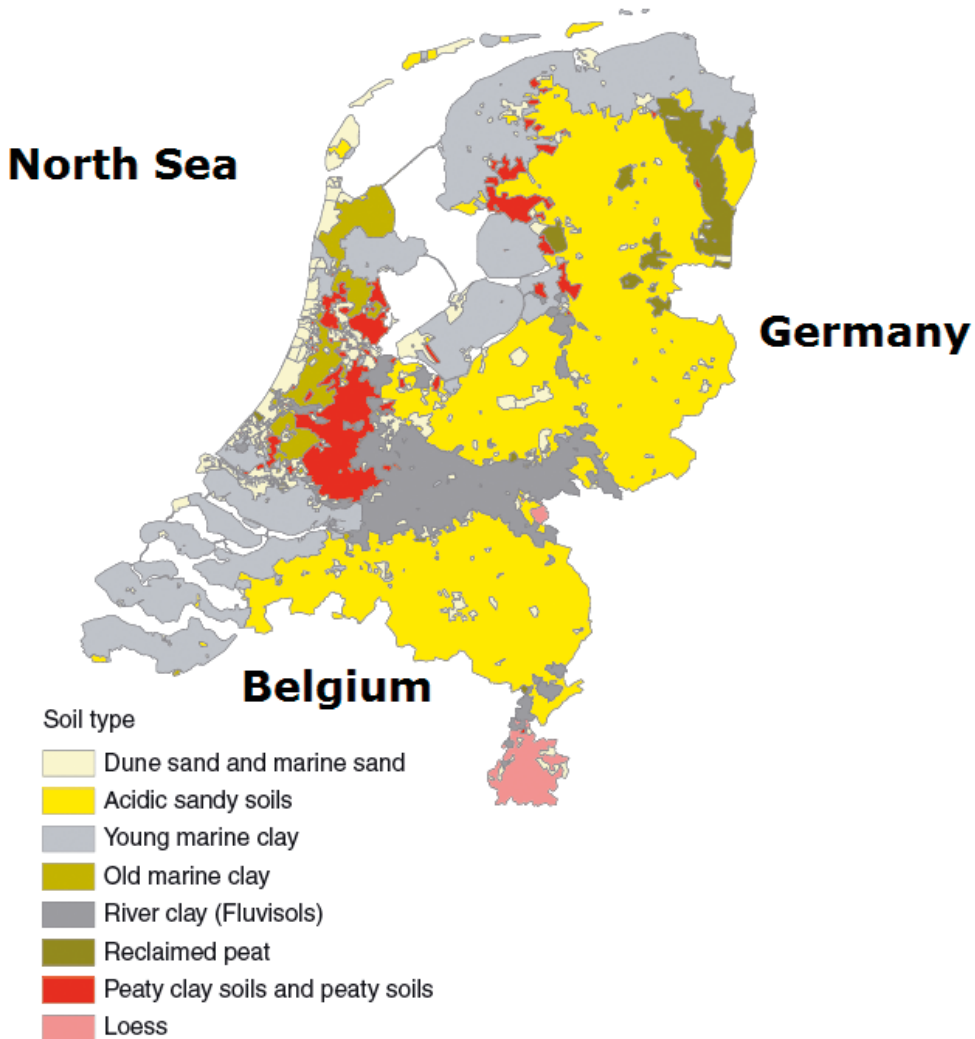 North Sea
Germany
Belgium
Soil type
Dune sand and marine sand
Acidic sandy soils
Young marine clay
Old marine clay
River clay (Fluvisols)
Reclaimed peat
Peaty clay soils and peaty soils
Loess